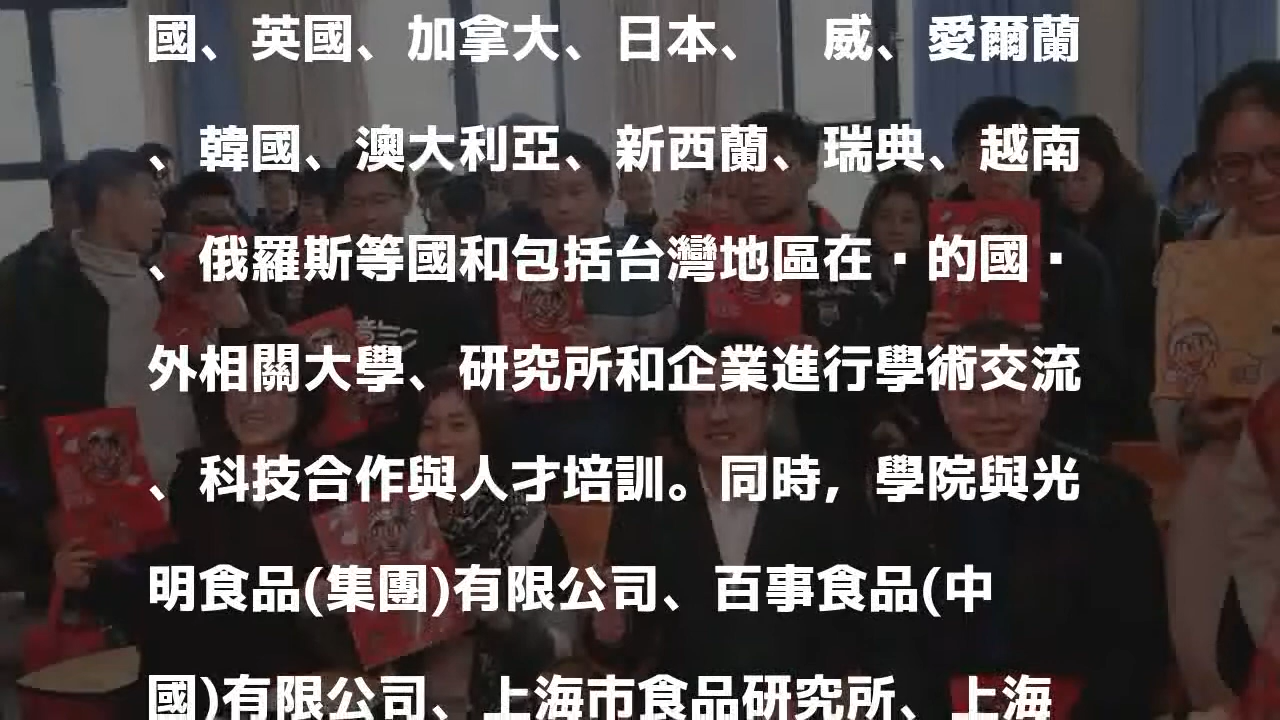 國、英國、加拿大、日本、 威、愛爾蘭
、韓國、澳大利亞、新西蘭、瑞典、越南
、俄羅斯等國和包括台灣地區在·的國·
外相關大學、研究所和企業進行學術交流
、科技合作與人才培訓。同時，學院與光
明食品(集團)有限公司、百事食品(中
國)有限公司、上海市食品研究所、上海